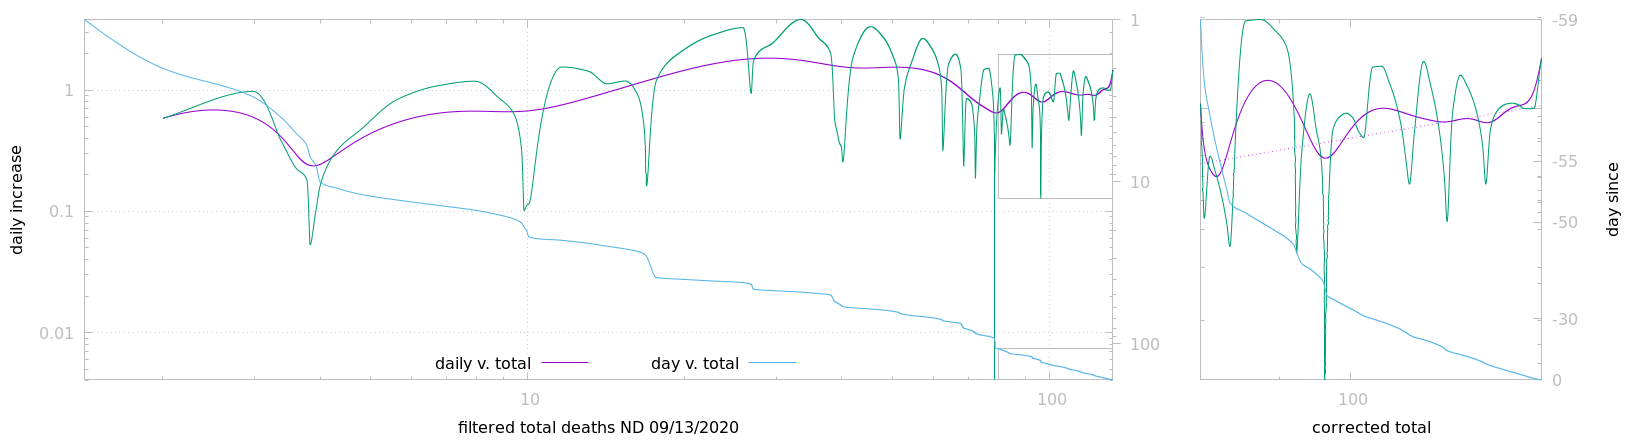 daily increase
1
0.1
0.01
10
100
1
10
100
daily v. total
day v. total
filtered total deaths ND 09/13/2020
-59
-55
-50
-30
0
day since
100
corrected total